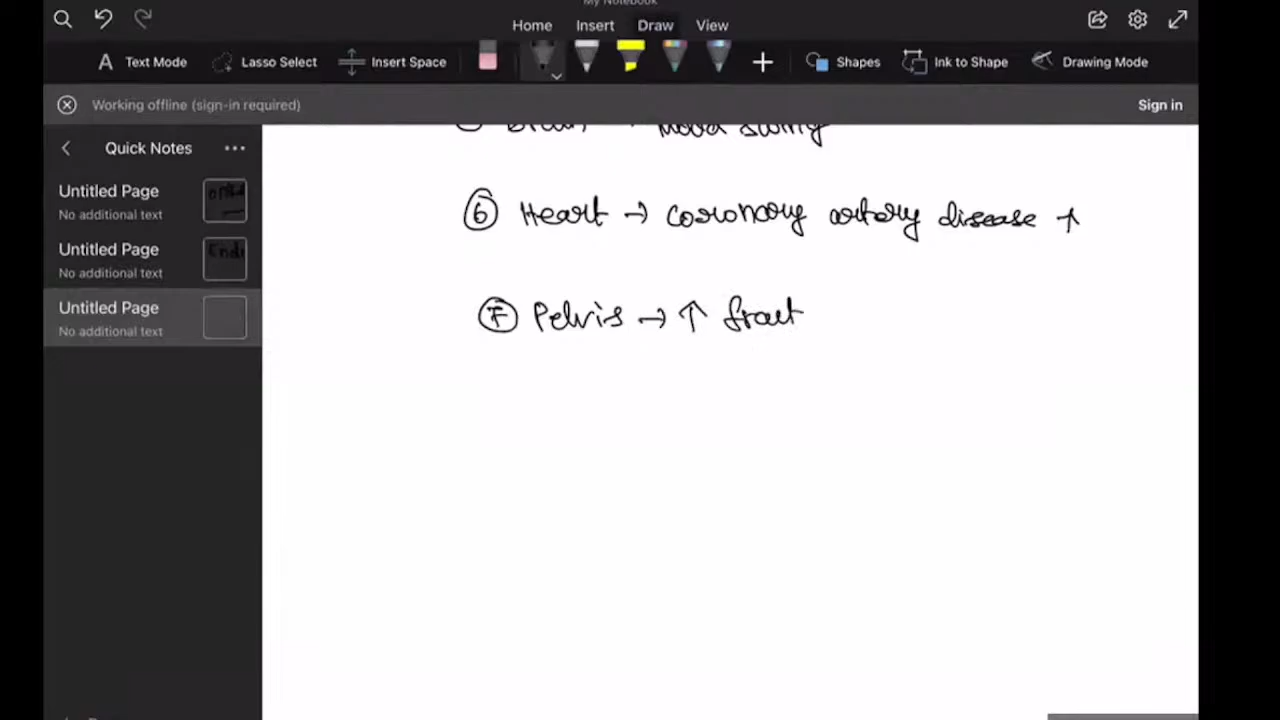 My Notebook
Home Insert Draw View
Text Mode Lasso Select Insert Space Shapes Ink to Shape Drawing Mode
Working offline (sign-in required) Sign in
Quick Notes
Untitled Page
No additional text
Untitled Page
No additional text
Untitled Page
No additional text
Mood swing
6 Heart → coronary artery disease ↑
7 Pelvis → ↑ fract